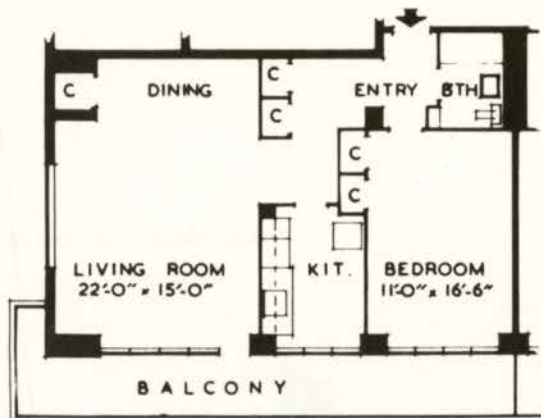 C
DINING
C
C
ENTRY
BTH
C
C
LIVING ROOM
22'-0" x 15'-0"
KIT.
BEDROOM
11'-0" x 16'-6"
BALCONY